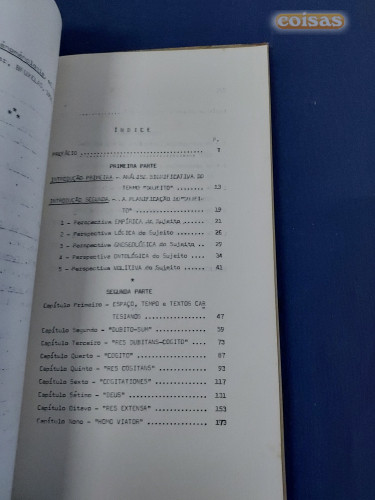 coisas
ÍNDICE
P.
PREFÁCIO 7
PRIMEIRA PARTE
INTRODUÇÃO PRIMEIRA - ANÁLISE SIGNIFICATIVA DO
TERMO "SUJEITO" 13
INTRODUÇÃO SEGUNDA - A PLANIFICAÇÃO DO "SUJEI-
TO" 19
1 - Perspectiva EMPÍRICA do Sujeito 21
2 - Perspectiva LÓGICA do Sujeito 25
3 - Perspectiva GNOSEOLÓGICA do Sujeito
4 - Perspectiva ONTOLÓGICA do Sujeito 34
5 - Perspectiva VOLITIVA do Sujeito 41
*
SEGUNDA PARTE
Capítulo Primeiro - ESPAÇO, TEMPO e TEXTOS CAR
TESIANOS 47
Capítulo Segundo - "DUBITO-SUM" 59
Capítulo Terceiro - "RES DUBITANS-COGITO" 73
Capítulo Quarto - "COGITO" 87
Capítulo Quinto - "RES COGITANS" 93
Capítulo Sexto - "COGITATIONES" 117
Capítulo Sétimo - "DEUS" 131
Capítulo Oitavo - "RES EXTENSA" 153
Capítulo Nono - "HOMO VIATOR" 173